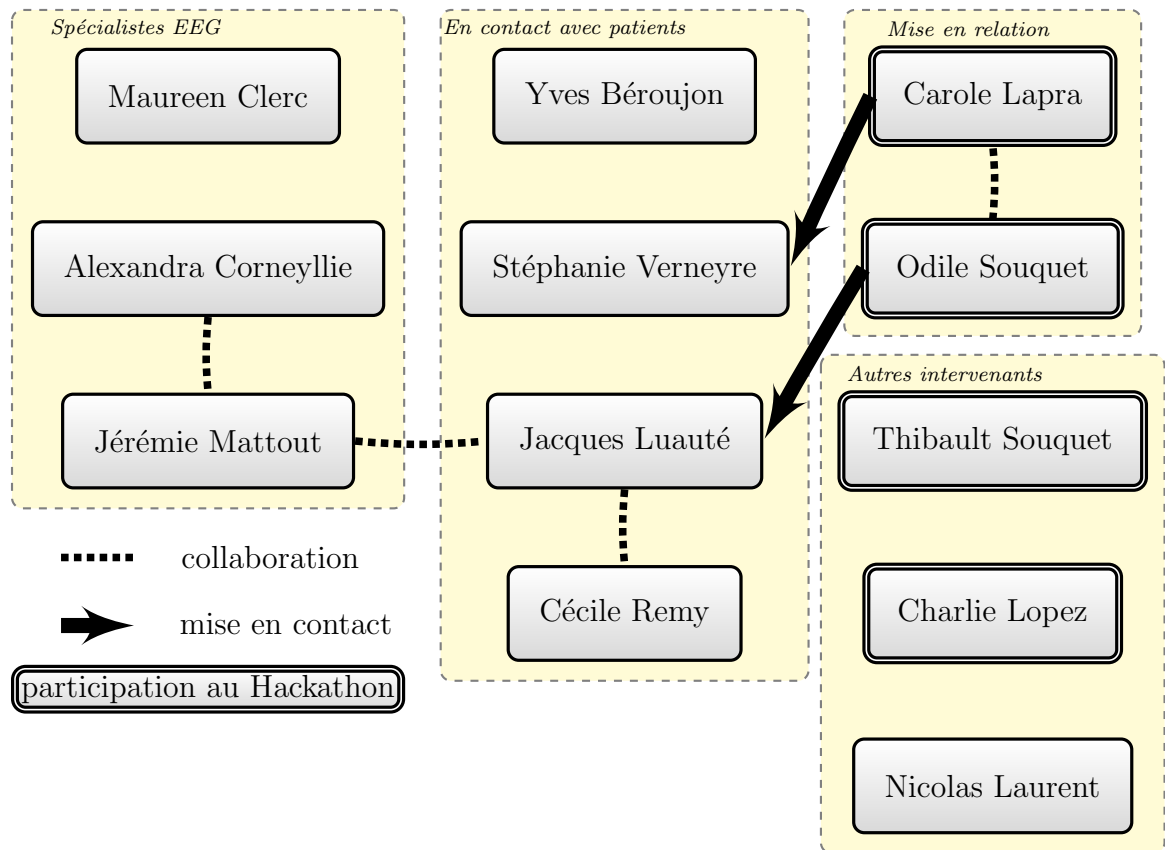 Spécialistes EEG
Maureen Clerc
Alexandra Corneyllie
Jérémie Mattout
En contact avec patients
Yves Béroujon
Stéphanie Verneyre
Jacques Luauté
Cécile Remy
Mise en relation
Carole Lapra
Odile Souquet
Autres intervenants
Thibault Souquet
Charlie Lopez
Nicolas Laurent
collaboration
mise en contact
participation au Hackathon